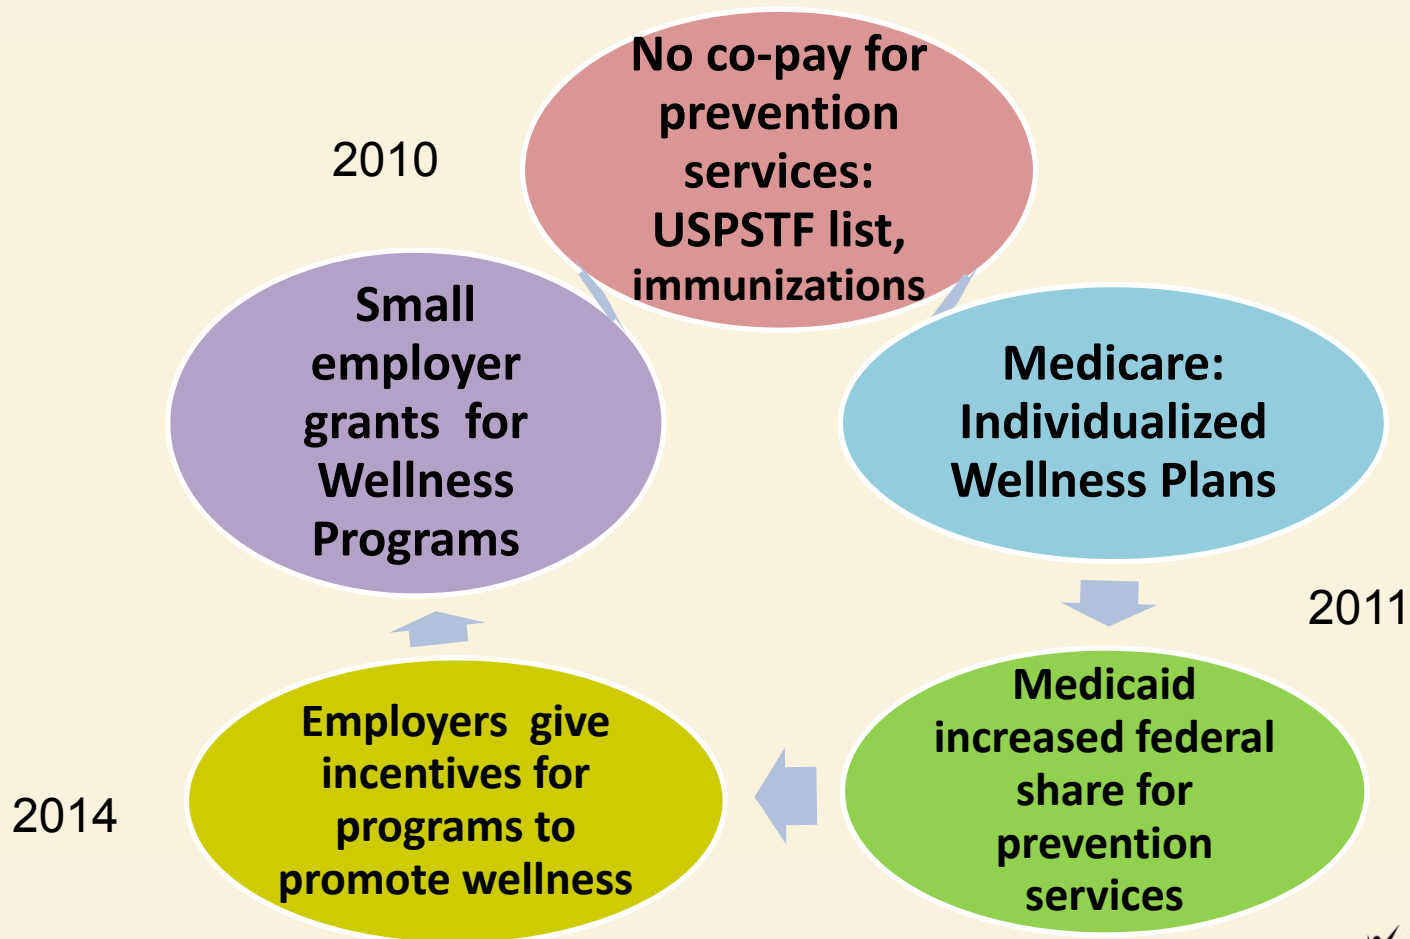 No co-pay for
prevention
services:
USPSTF list,
immunizations
2010
Small
employer
grants  for
Wellness
Programs
Medicare:
Individualized
Wellness Plans
2011
Medicaid
increased federal
share for
prevention
services
Employers  give
incentives for
programs to
promote wellness
2014